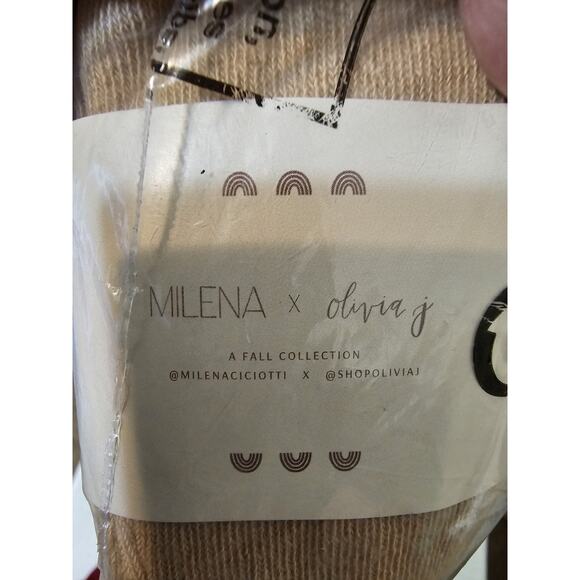 MILENA x olivia j
A FALL COLLECTION
@MILENACICIOTTI X @SHOPOLIVIAJ